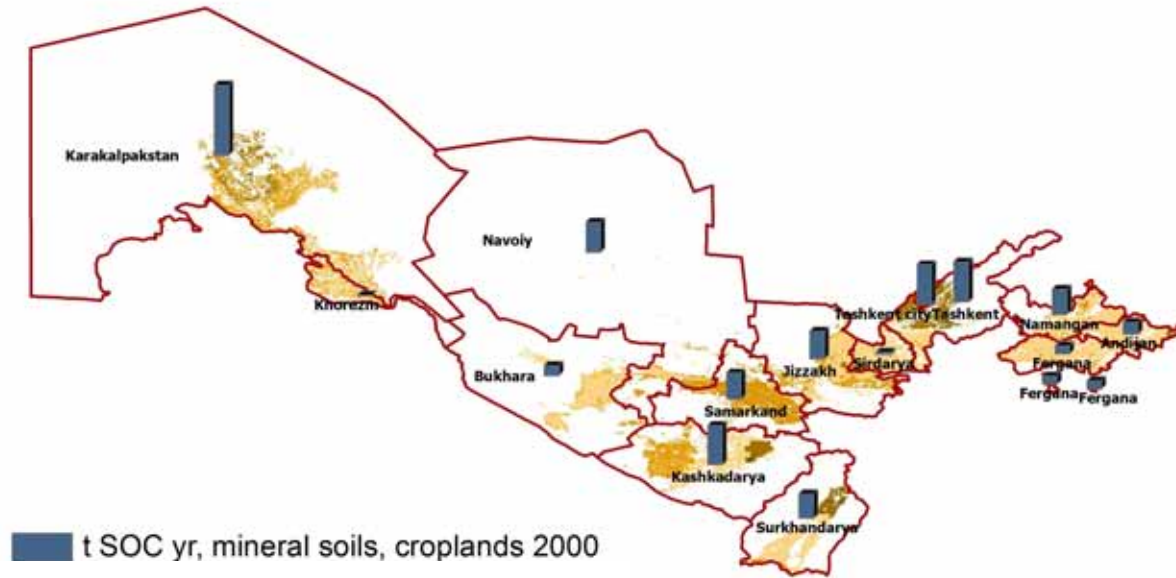 Karakalpakstan
Navoiy
Khorezm
Tashkent city
Tashkent
Namangan
Andijan
Fergana
Jizzakh
Sirdarya
Bukhara
Fergana
Fergana
Samarkand
Kashkadarya
Surkhandarya
t SOC yr, mineral soils, croplands 2000